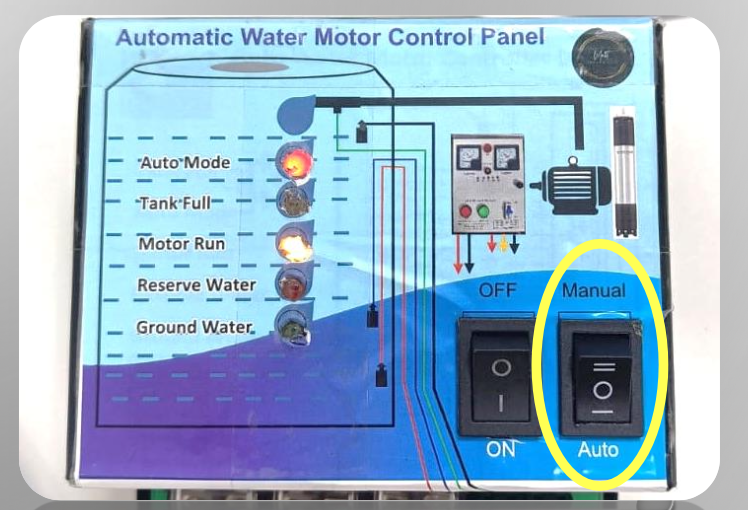 Automatic Water Motor Control Panel
Auto Mode
Tank Full
Motor Run
Reserve Water
Ground Water
OFF
Manual
ON
Auto